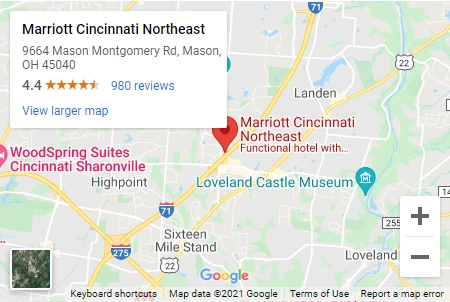 Marriott Cincinnati Northeast
9664 Mason Montgomery Rd, Mason,
OH 45040
4.4 980 reviews
View larger map
71
22
Landen
Marriott Cincinnati
Northeast
Functional hotel with...
WoodSpring Suites
Cincinnati Sharonville
Highpoint
Loveland Castle Museum
71
255
275
Sixteen
Mile Stand
22
Loveland
+
−
Google
Keyboard shortcuts Map data ©2021 Google Terms of Use Report a map error